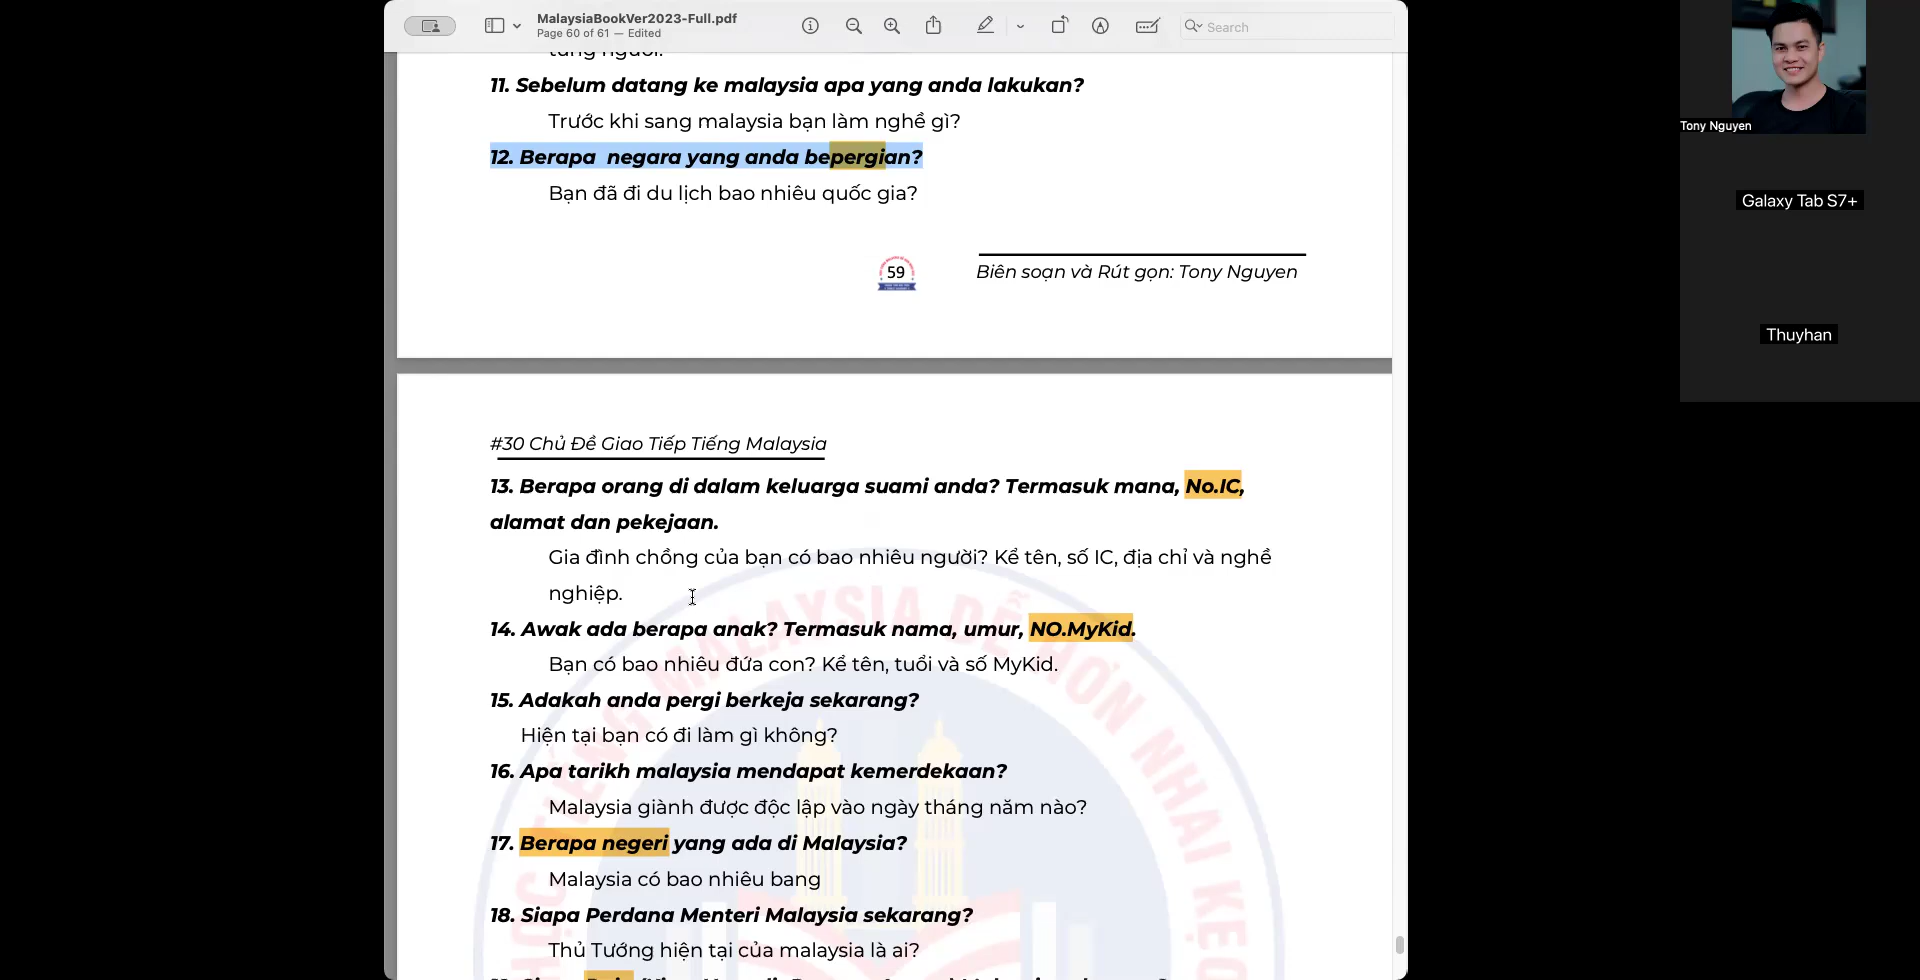 MalaysiaBookVer2023-Full.pdf
Page 60 of 61 — Edited
Search
từng người.
11. Sebelum datang ke malaysia apa yang anda lakukan?
Trước khi sang malaysia bạn làm nghề gì?
12. Berapa negara yang anda bepergian?
Bạn đã đi du lịch bao nhiêu quốc gia?
59
Biên soạn và Rút gọn: Tony Nguyen
#30 Chủ Đề Giao Tiếp Tiếng Malaysia
13. Berapa orang di dalam keluarga suami anda? Termasuk mana, No.IC,
alamat dan pekejaan.
Gia đình chồng của bạn có bao nhiêu người? Kể tên, số IC, địa chỉ và nghề
nghiệp.
14. Awak ada berapa anak? Termasuk nama, umur, NO.MyKid.
Bạn có bao nhiêu đứa con? Kể tên, tuổi và số MyKid.
15. Adakah anda pergi berkeja sekarang?
Hiện tại bạn có đi làm gì không?
16. Apa tarikh malaysia mendapat kemerdekaan?
Malaysia giành được độc lập vào ngày tháng năm nào?
17. Berapa negeri yang ada di Malaysia?
Malaysia có bao nhiêu bang
18. Siapa Perdana Menteri Malaysia sekarang?
Thủ Tướng hiện tại của malaysia là ai?
HỌC TIẾNG MALAYSIA DỄ HƠN NHAI KẸO
Tony Nguyen
Galaxy Tab S7+
Thuyhan